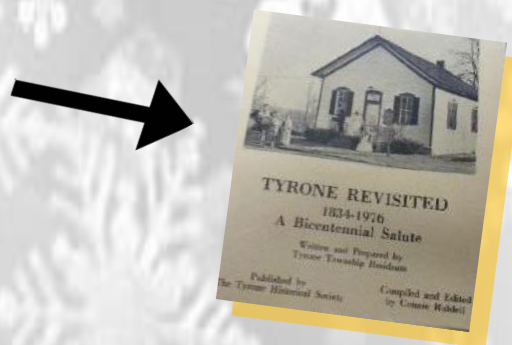 TYRONE REVISITED
1834-1976
A Bicentennial Salute
Written and Prepared by
Tyrone Township Residents
Published by
The Tyrone Historical Society
Compiled and Edited
by Connie